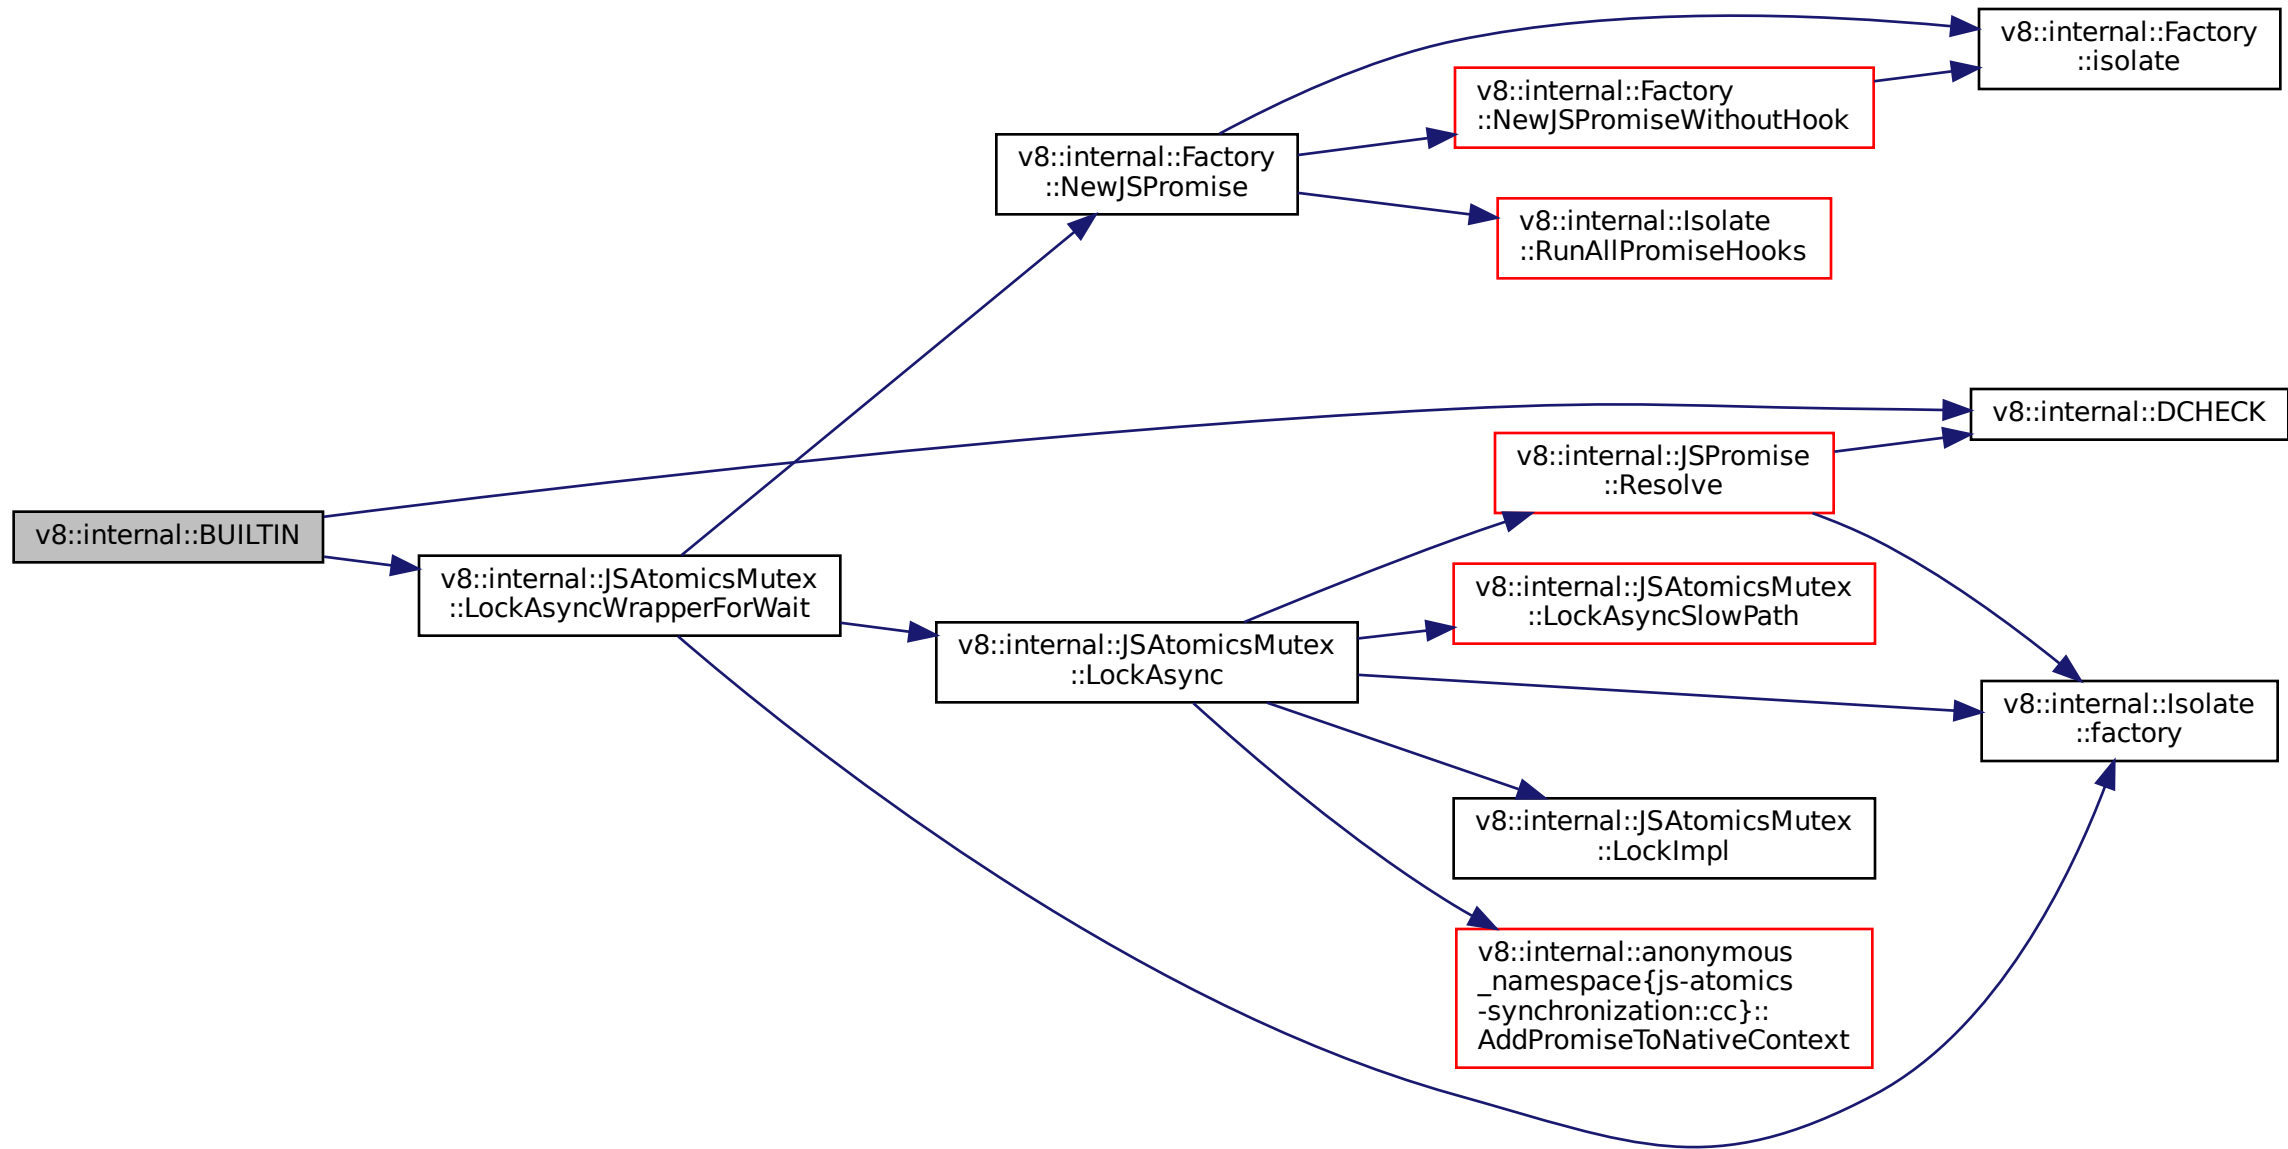 v8::internal::BUILTIN
v8::internal::JSAtomicsMutex
::LockAsyncWrapperForWait
v8::internal::Factory
::NewJSPromise
v8::internal::JSAtomicsMutex
::LockAsync
v8::internal::Factory
::NewJSPromiseWithoutHook
v8::internal::Isolate
::RunAllPromiseHooks
v8::internal::JSPromise
::Resolve
v8::internal::JSAtomicsMutex
::LockAsyncSlowPath
v8::internal::JSAtomicsMutex
::LockImpl
v8::internal::anonymous
_namespace{js-atomics
-synchronization::cc}::
AddPromiseToNativeContext
v8::internal::Factory
::isolate
v8::internal::DCHECK
v8::internal::Isolate
::factory